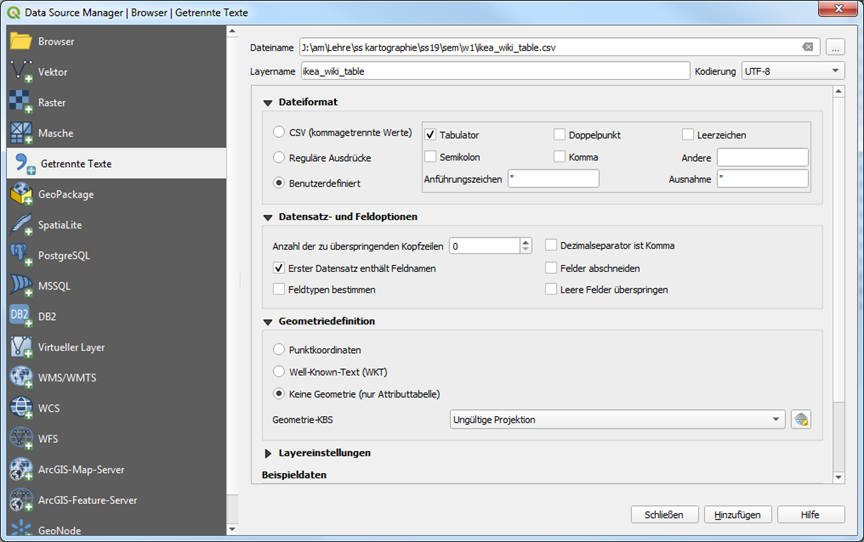 Data Source Manager | Browser | Getrennte Texte
Browser
Vektor
Raster
Masche
Getrennte Texte
GeoPackage
SpatiaLite
PostgreSQL
MSSQL
DB2
DB2
Virtueller Layer
WMS/WMTS
WCS
WFS
ArcGIS-Map-Server
ArcGIS-Feature-Server
GeoNode
Dateiname J:\am\Lehre\ss kartographie\ss19\sem\w1\ikea_wiki_table.csv ...
Layername ikea_wiki_table Kodierung UTF-8
Dateiformat
CSV (kommagetrennte Werte) Tabulator Doppelpunkt Leerzeichen
Reguläre Ausdrücke Semikolon Komma Andere
Benutzerdefiniert Anführungszeichen " Ausnahme "
Datensatz- und Feldoptionen
Anzahl der zu überspringenden Kopfzeilen 0 Dezimalseparator ist Komma
Erster Datensatz enthält Feldnamen Felder abschneiden
Feldtypen bestimmen Leere Felder überspringen
Geometriedefinition
Punktkoordinaten
Well-Known-Text (WKT)
Keine Geometrie (nur Attributtabelle)
Geometrie-KBS Ungültige Projektion
Layereinstellungen
Beispieldaten
Schließen Hinzufügen Hilfe